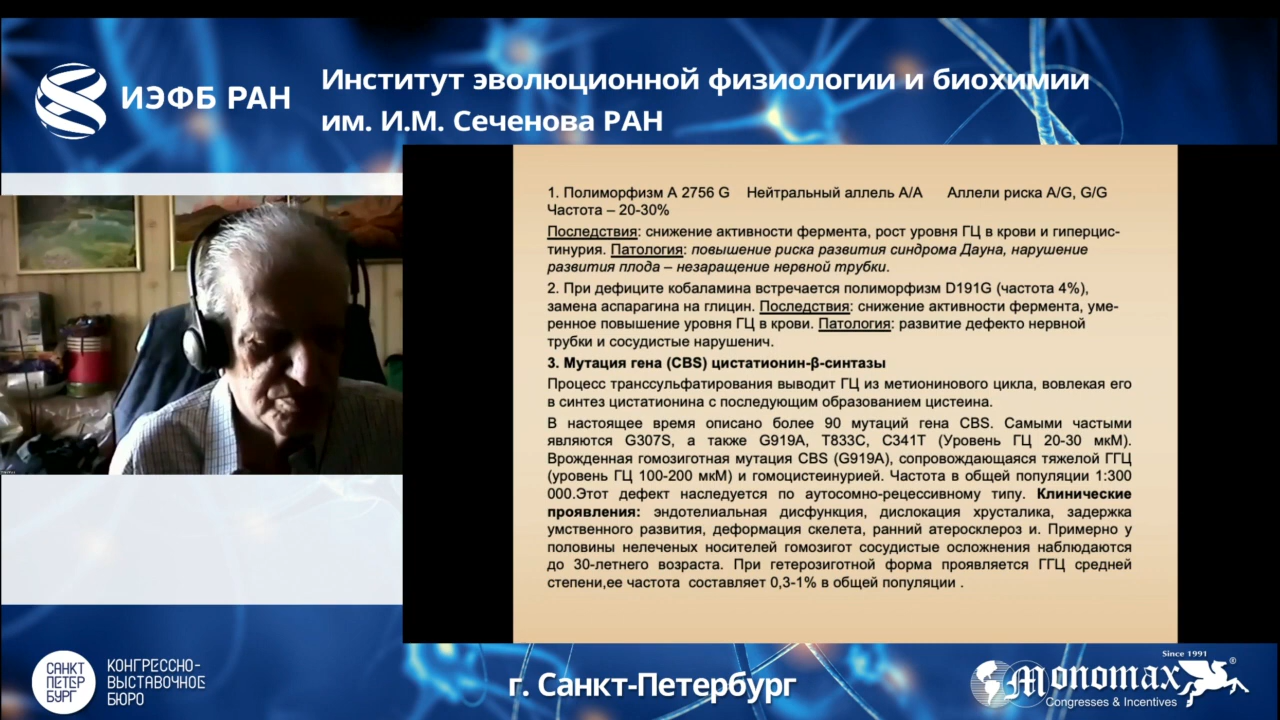 ИЭФБ РАН
Институт эволюционной физиологии и биохимии
им. И.М. Сеченова РАН
1. Полиморфизм A 2756 G Нейтральный аллель A/A Аллели риска A/G, G/G
Частота – 20-30%
Последствия: снижение активности фермента, рост уровня ГЦ в крови и гиперцис-
тинурия. Патология: повышение риска развития синдрома Дауна, нарушение
развития плода – незаращение нервной трубки.
2. При дефиците кобаламина встречается полиморфизм D191G (частота 4%),
замена аспарагина на глицин. Последствия: снижение активности фермента, уме-
ренное повышение уровня ГЦ в крови. Патология: развитие дефекто нервной
трубки и сосудистые нарушенич.
3. Мутация гена (CBS) цистатионин-β-синтазы
Процесс транссульфатирования выводит ГЦ из метионинового цикла, вовлекая его
в синтез цистатионина с последующим образованием цистеина.
В настоящее время описано более 90 мутаций гена CBS. Самыми частыми
являются G307S, а также G919A, T833C, C341T (Уровень ГЦ 20-30 мкМ).
Врожденная гомозиготная мутация CBS (G919A), сопровождающаяся тяжелой ГГЦ
(уровень ГЦ 100-200 мкМ) и гомоцистеинурией. Частота в общей популяции 1:300
000.Этот дефект наследуется по аутосомно-рецессивному типу. Клинические
проявления: эндотелиальная дисфункция, дислокация хрусталика, задержка
умственного развития, деформация скелета, ранний атеросклероз и. Примерно у
половины нелеченых носителей гомозигот сосудистые осложнения наблюдаются
до 30-летнего возраста. При гетерозиготной форма проявляется ГГЦ средней
степени,ее частота составляет 0,3-1% в общей популяции .
САНКТ
ПЕТЕР
БУРГ
КОНГРЕССНО-
ВЫСТАВОЧНОЕ
БЮРО
г. Санкт-Петербург
Since 1991
Monomax
Congresses & Incentives